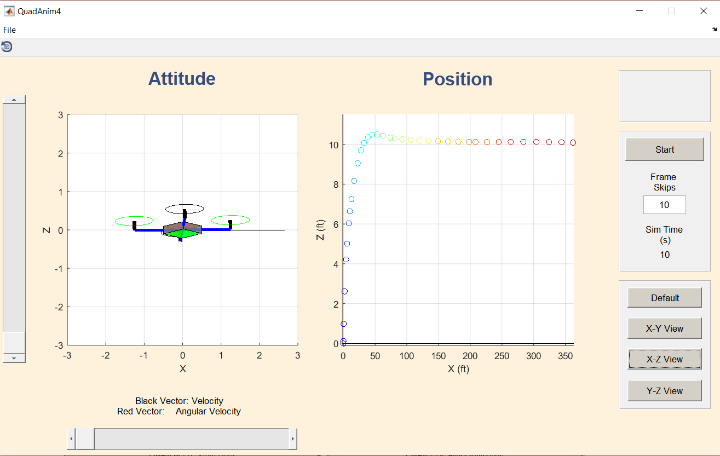 QuadAnim4
File
Attitude
Position
3
2
1
0
-1
-2
-3
Z
-3
-2
-1
0
1
2
3
X
10
8
6
4
2
0
Z (ft)
0
50
100
150
200
250
300
350
X (ft)
Start
Frame
Skips
10
Sim Time
(s)
10
Default
X-Y View
X-Z View
Y-Z View
Black Vector: Velocity
Red Vector: Angular Velocity